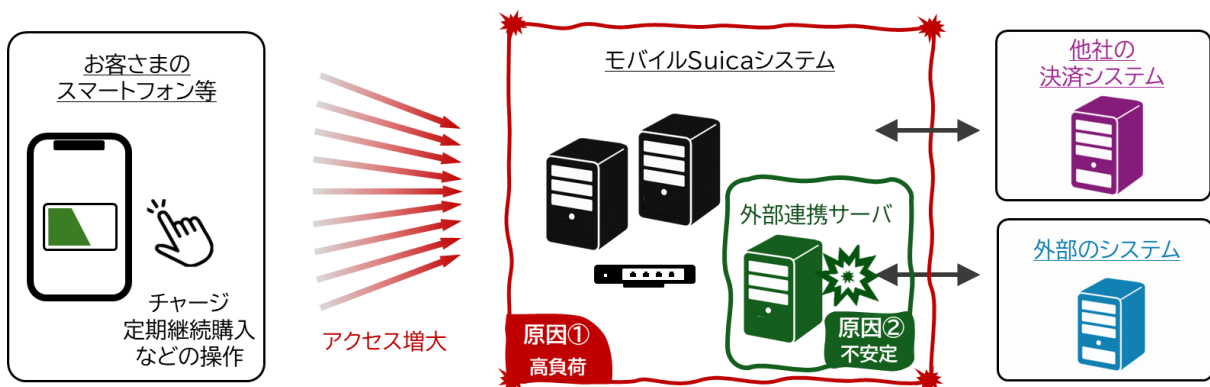 お客さまの
スマートフォン等
チャージ
定期継続購入
などの操作
アクセス増大
モバイルSuicaシステム
外部連携サーバ
原因①
高負荷
原因②
不安定
他社の
決済システム
外部のシステム